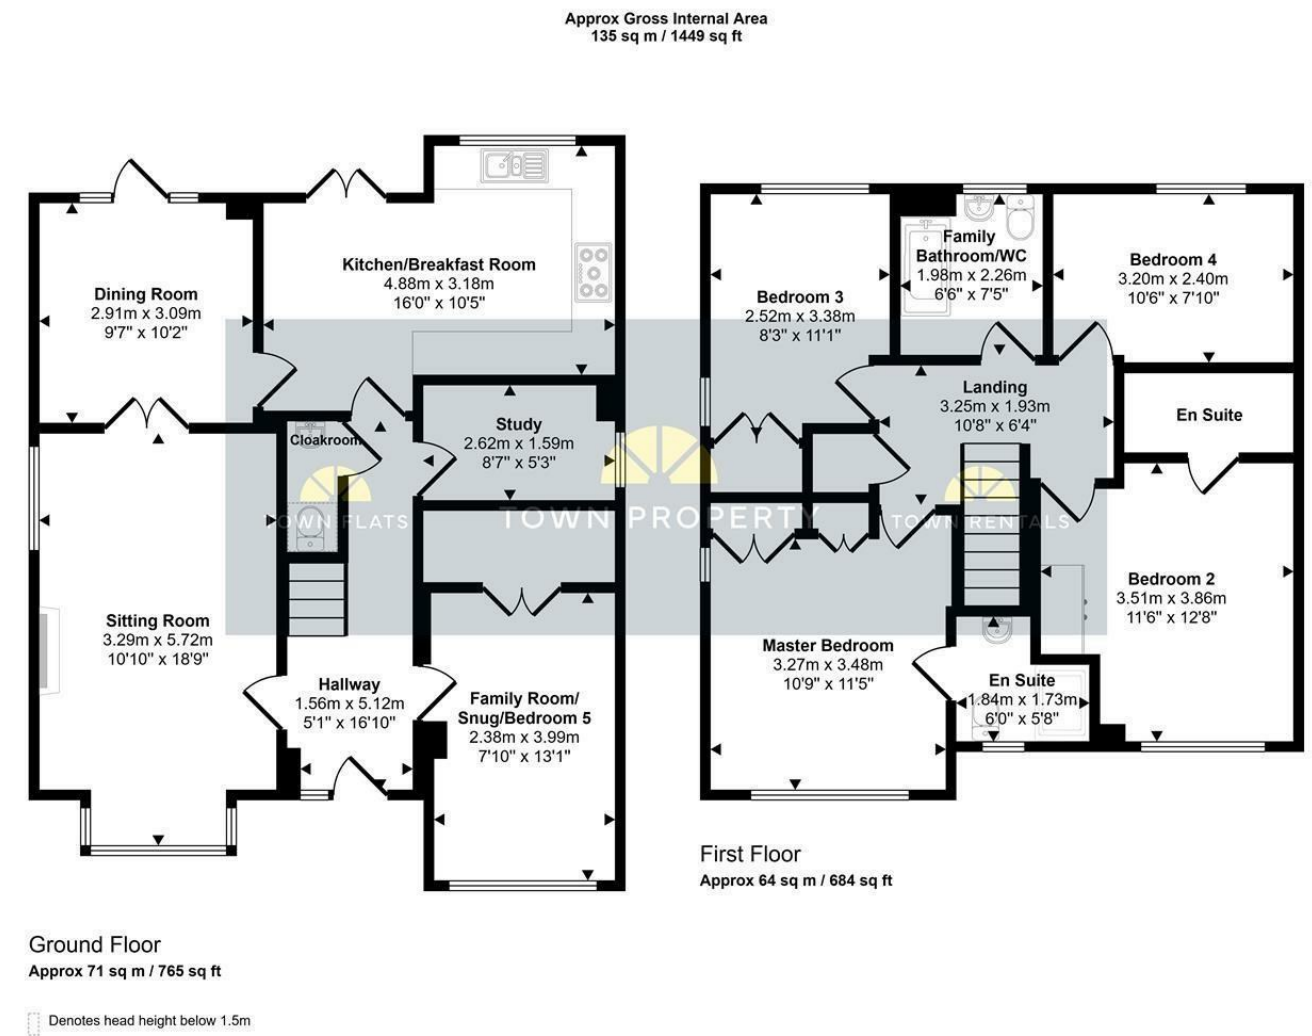 Approx Gross Internal Area
135 sq m / 1449 sq ft
Dining Room
2.91m x 3.09m
9'7" x 10'2"
Kitchen/Breakfast Room
4.88m x 3.18m
16'0" x 10'5"
Cloakroom
Study
2.62m x 1.59m
8'7" x 5'3"
Sitting Room
3.29m x 5.72m
10'10" x 18'9"
Hallway
1.56m x 5.12m
5'1" x 16'10"
Family Room/
Snug/Bedroom 5
2.38m x 3.99m
7'10" x 13'1"
Ground Floor
Approx 71 sq m / 765 sq ft
Denotes head height below 1.5m
Bedroom 3
2.52m x 3.38m
8'3" x 11'1"
Family
Bathroom/WC
1.98m x 2.26m
6'6" x 7'5"
Bedroom 4
3.20m x 2.40m
10'6" x 7'10"
Landing
3.25m x 1.93m
10'8" x 6'4"
En Suite
Bedroom 2
3.51m x 3.86m
11'6" x 12'8"
Master Bedroom
3.27m x 3.48m
10'9" x 11'5"
En Suite
1.84m x 1.73m
6'0" x 5'8"
First Floor
Approx 64 sq m / 684 sq ft
TOWN FLATS
TOWN PROPERTY
TOWN RENTALS